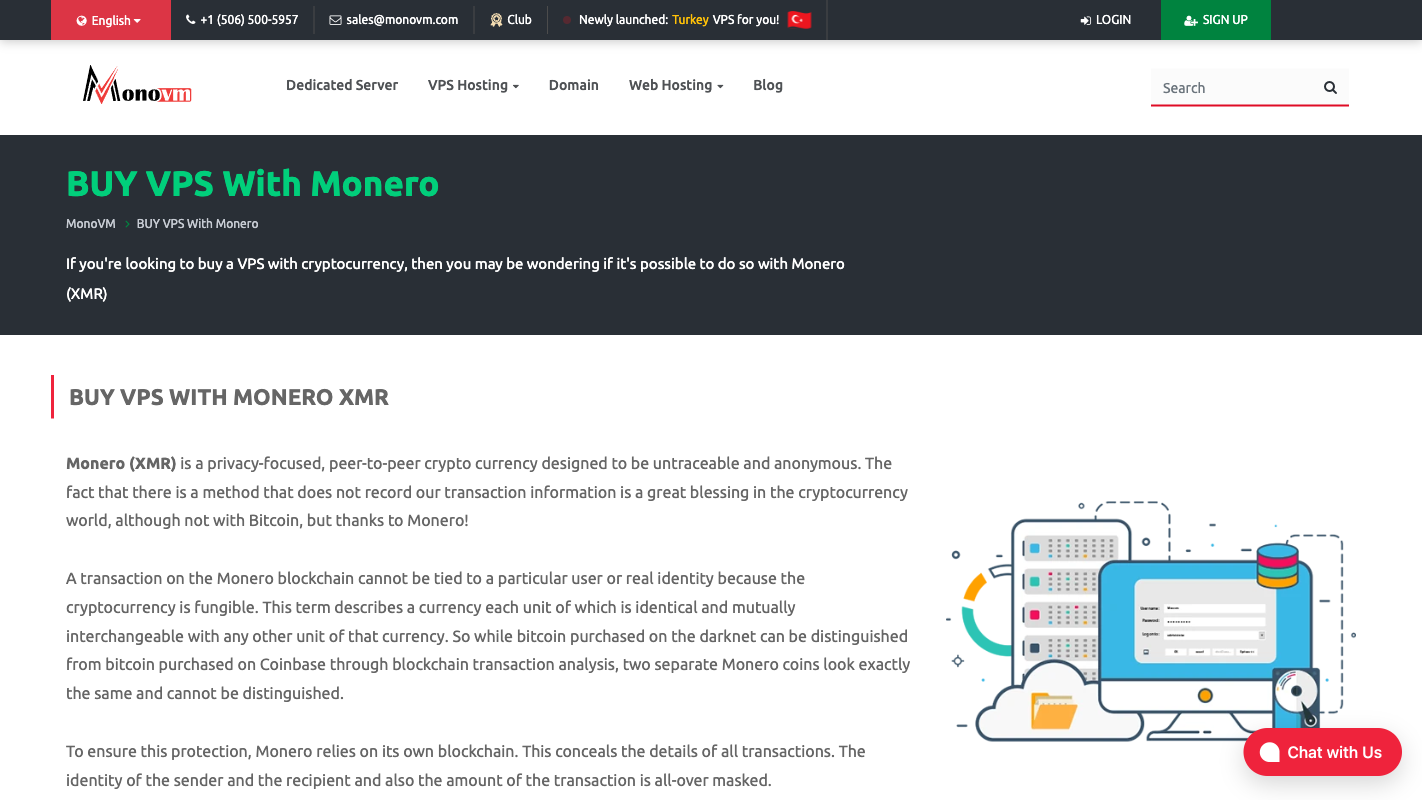 English
+1 (506) 500-5957
sales@monovm.com
Club
Newly launched: Turkey VPS for you!
LOGIN
SIGN UP
Monovm
Dedicated Server
VPS Hosting
Domain
Web Hosting
Blog
Search
BUY VPS With Monero
MonoVM
BUY VPS With Monero
If you're looking to buy a VPS with cryptocurrency, then you may be wondering if it's possible to do so with Monero
(XMR)
BUY VPS WITH MONERO XMR
Monero (XMR) is a privacy-focused, peer-to-peer crypto currency designed to be untraceable and anonymous. The
fact that there is a method that does not record our transaction information is a great blessing in the cryptocurrency
world, although not with Bitcoin, but thanks to Monero!
A transaction on the Monero blockchain cannot be tied to a particular user or real identity because the
cryptocurrency is fungible. This term describes a currency each unit of which is identical and mutually
interchangeable with any other unit of that currency. So while bitcoin purchased on the darknet can be distinguished
from bitcoin purchased on Coinbase through blockchain transaction analysis, two separate Monero coins look exactly
the same and cannot be distinguished.
To ensure this protection, Monero relies on its own blockchain. This conceals the details of all transactions. The
identity of the sender and the recipient and also the amount of the transaction is all-over masked.
Password:
Chat with Us